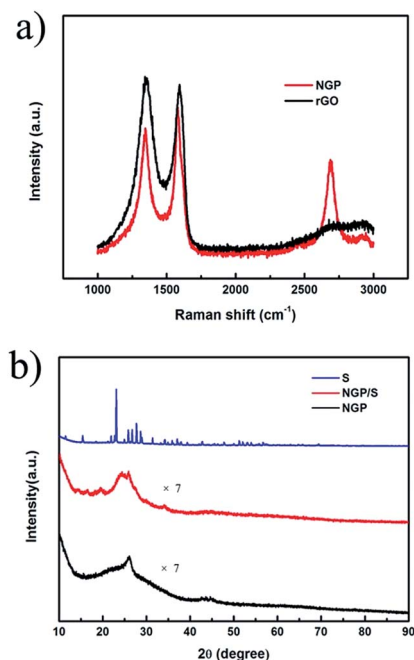 a)
NGP
rGO
Intensity (a.u.)
1000 1500 2000 2500 3000
Raman shift (cm⁻¹)
b)
S
NGP/S
NGP
× 7
× 7
Intensity(a.u.)
10 20 30 40 50 60 70 80 90
2θ (degree)